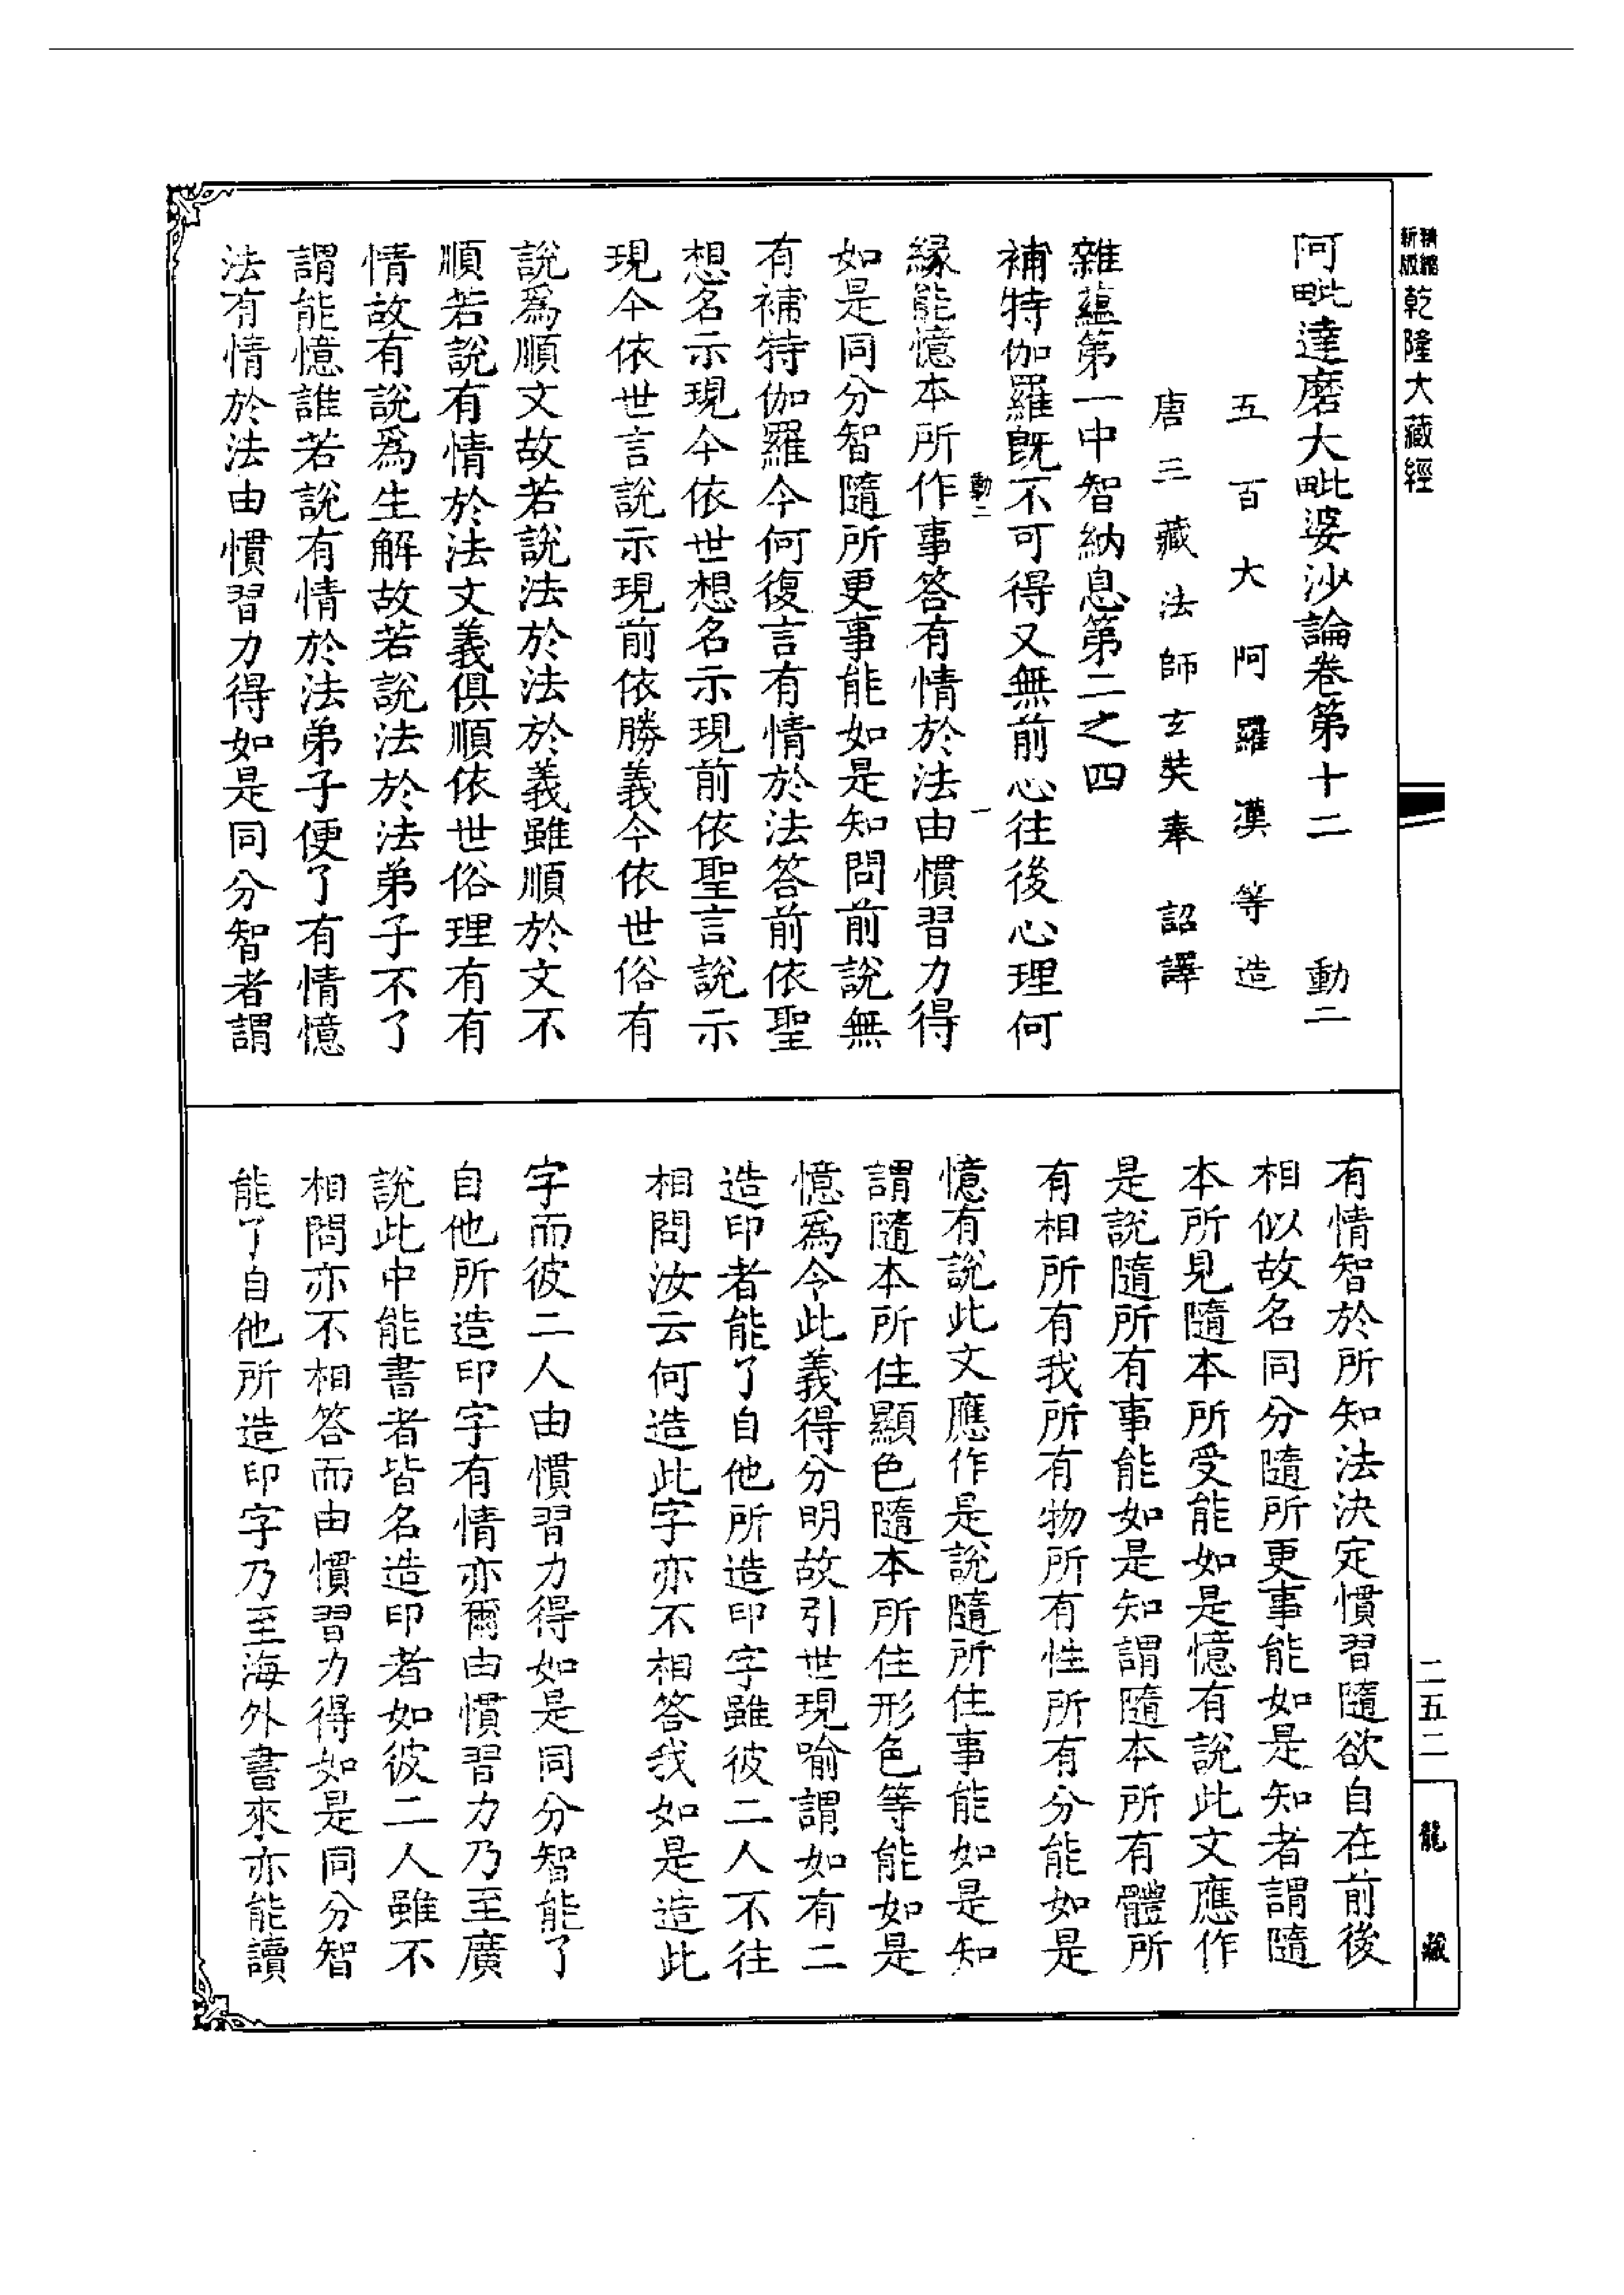 精縮新版乾隆大藏經
阿毗達磨大毗婆沙論卷第十二 動二
五百大阿羅漢等造
唐三藏法師玄奘奉詔譯
雜蘊第一中智納息第二之四
補特伽羅旣不可得又無前心往後心理何
動二 一
緣能憶本所作事答有情於法由慣習力得
如是同分智隨所更事能如是知問前說無
有補特伽羅今何復言有情於法答前依聖
想名示現今依世想名示現前依聖言說示
現今依世言說示現前依勝義今依世俗有
說爲順文故若說法於法於義雖順於文不
順若說有情於法文義俱順依世俗理有有
情故有說爲生解故若說法於法弟子不了
謂能憶誰若說有情於法弟子便了有情憶
法有情於法由慣習力得如是同分智者謂
有情智於所知法決定慣習隨欲自在前後
相似故名同分隨所更事能如是知者謂隨
本所見隨本所受能如是憶有說此文應作
是說隨所有事能如是知謂隨本所有體所
有相所有我所有物所有性所有分能如是
憶有說此文應作是說隨所住事能如是知
謂隨本所住顯色隨本所住形色等能如是
憶爲令此義得分明故引世現喻謂如有二
造印者能了自他所造印字雖彼二人不往
相問汝云何造此字亦不相答我如是造此
字而彼二人由慣習力得如是同分智能了
自他所造印字有情亦爾由慣習力乃至廣
說此中能書者皆名造印者如彼二人雖不
相問亦不相答而由慣習力得如是同分智
能了自他所造印字乃至海外書來亦能讀
二五二
龍藏